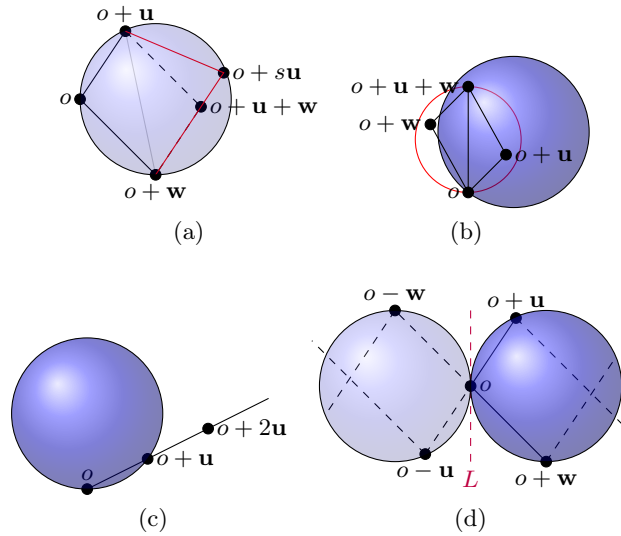 o + u
o
o + su
o + u + w
o + w
(a)
o + u + w
o + w
o + u
o
(b)
o
o + u
o + 2u
(c)
o − w
o + u
o
o − u
L
o + w
(d)